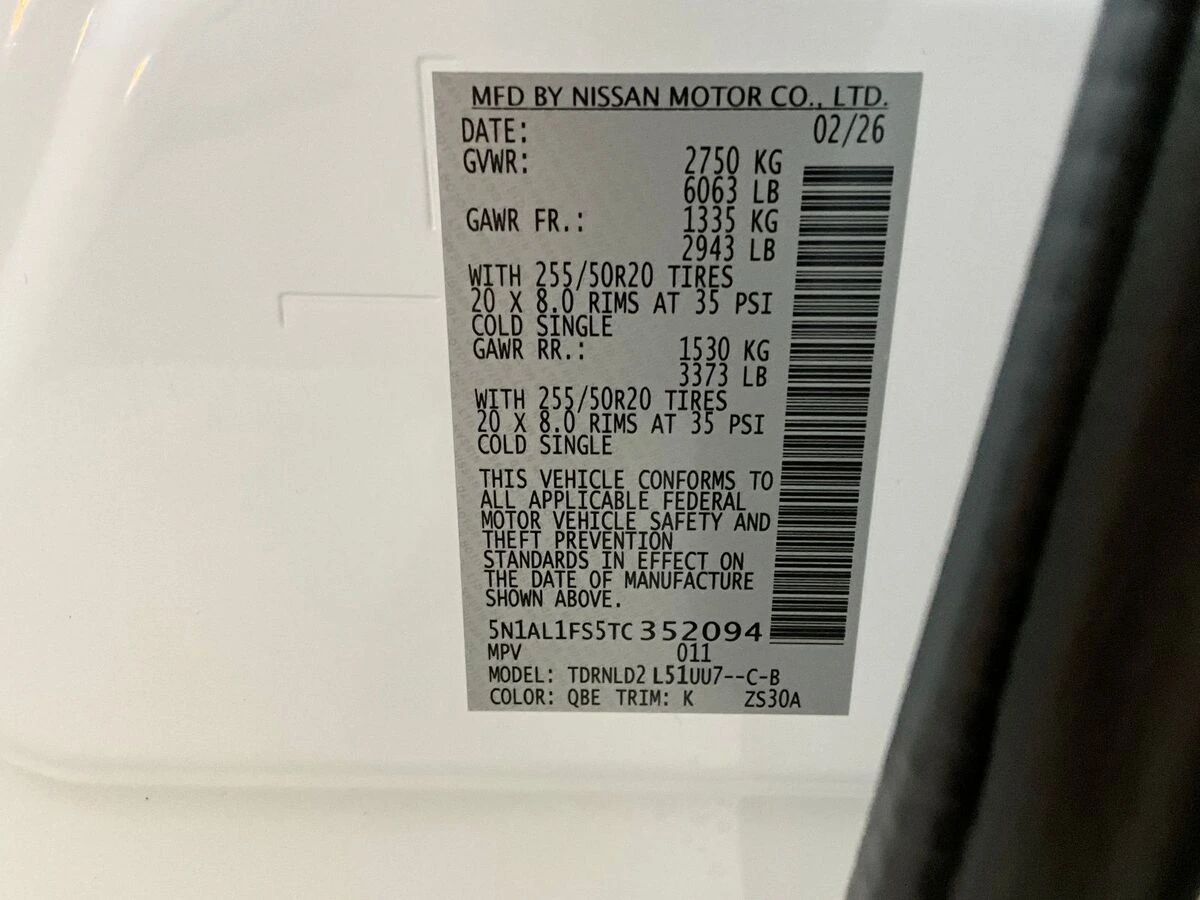 MFD BY NISSAN MOTOR CO., LTD.
DATE: 02/26
GVWR: 2750 KG
6063 LB
GAWR FR.: 1335 KG
2943 LB
WITH 255/50R20 TIRES
20 X 8.0 RIMS AT 35 PSI
COLD SINGLE
GAWR RR.: 1530 KG
3373 LB
WITH 255/50R20 TIRES
20 X 8.0 RIMS AT 35 PSI
COLD SINGLE
THIS VEHICLE CONFORMS TO
ALL APPLICABLE FEDERAL
MOTOR VEHICLE SAFETY AND
THEFT PREVENTION
STANDARDS IN EFFECT ON
THE DATE OF MANUFACTURE
SHOWN ABOVE.
5N1AL1FS5TC352094
MPV 011
MODEL: TDRNLD2 L51UU7--C-B
COLOR: QBE TRIM: K ZS30A